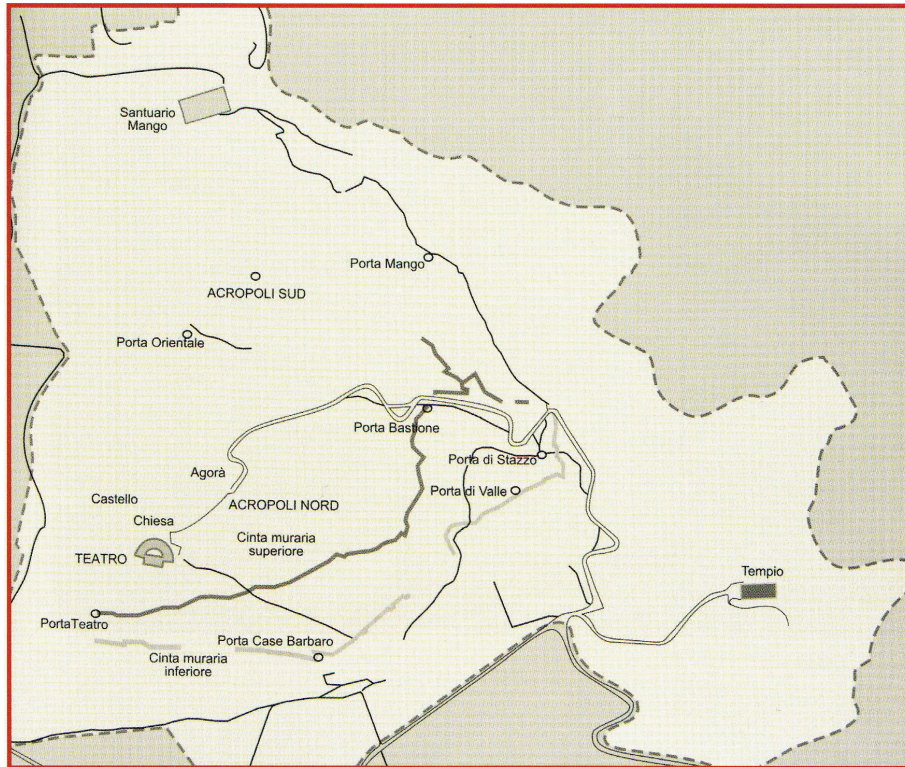 Santuario
Mango
Porta Mango
ACROPOLI SUD
Porta Orientale
Porta Bastione
Porta di Stazzo
Agorà
Porta di Valle
Castello
ACROPOLI NORD
Chiesa
Cinta muraria
superiore
TEATRO
Tempio
PortaTeatro
Porta Case Barbaro
Cinta muraria
inferiore